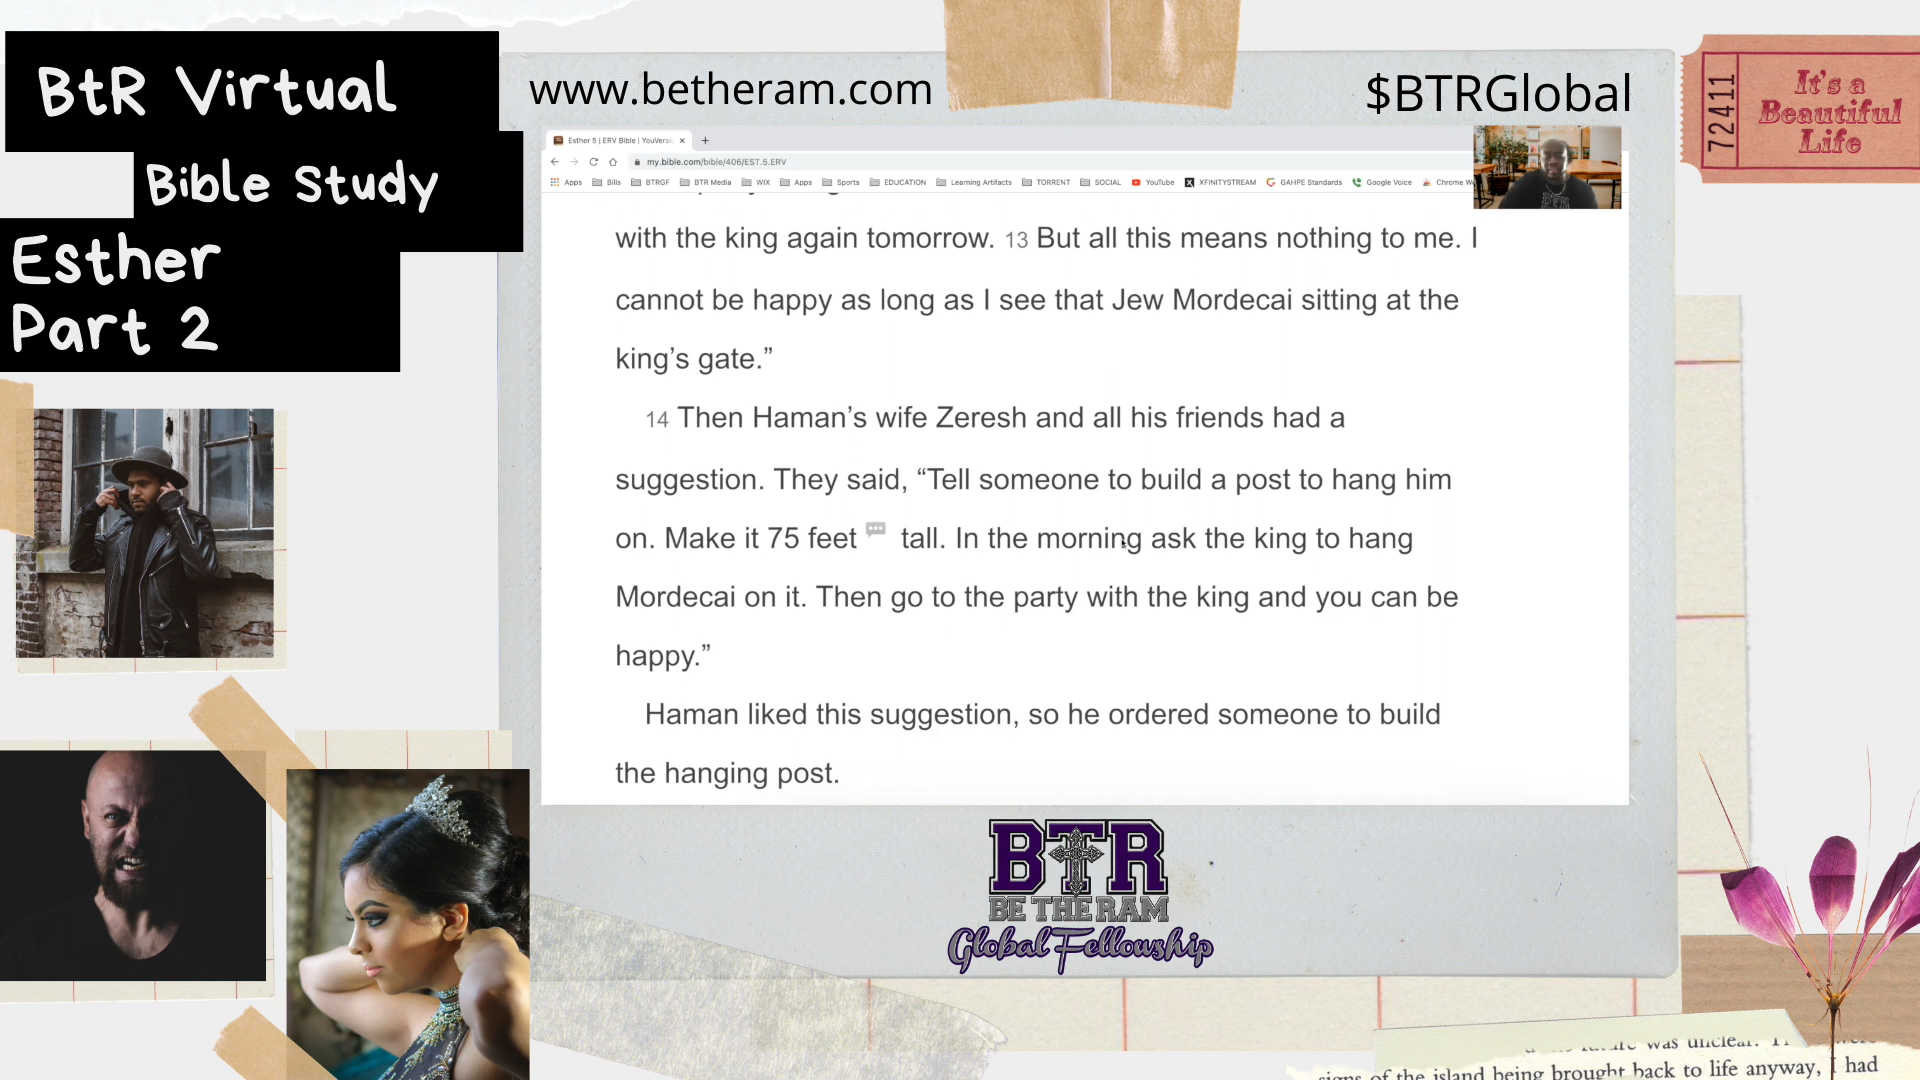 BtR Virtual
Bible Study
Esther
Part 2
www.betheram.com
$BTRGlobal
72411
It's a
Beautiful
Life
Esther 5 | ERV Bible | YouVersi
my.bible.com/bible/406/EST.5.ERV
Apps Bills BTRGF BTR Media WIX Apps Sports EDUCATION Learning Artifacts TORRENT SOCIAL YouTube XFINITYSTREAM GAHPE Standards Google Voice Chrome W
with the king again tomorrow. 13 But all this means nothing to me. I
cannot be happy as long as I see that Jew Mordecai sitting at the
king’s gate.”
14 Then Haman’s wife Zeresh and all his friends had a
suggestion. They said, “Tell someone to build a post to hang him
on. Make it 75 feet tall. In the morning ask the king to hang
Mordecai on it. Then go to the party with the king and you can be
happy.”
Haman liked this suggestion, so he ordered someone to build
the hanging post.
BTR
BE THE RAM
Global Fellowship
was unclear.
signs of the island being brought back to life anyway, I had